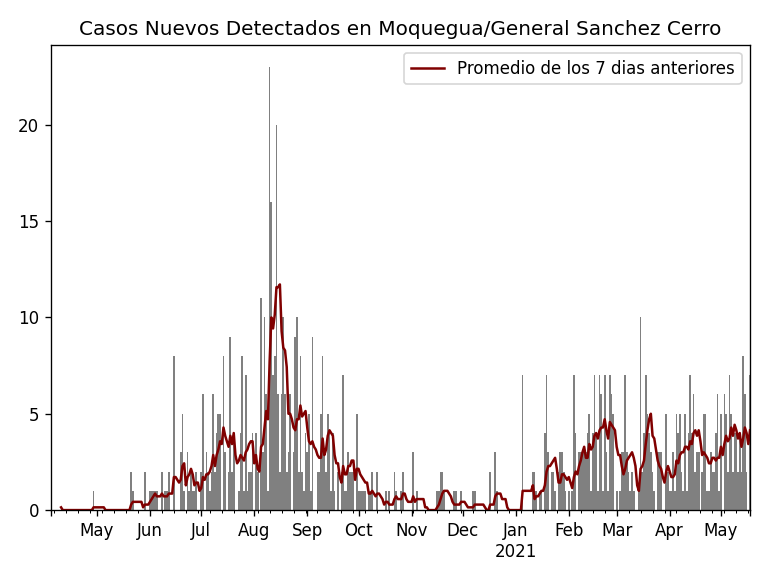 Casos Nuevos Detectados en Moquegua/General Sanchez Cerro
Promedio de los 7 dias anteriores
20
15
10
5
0
May Jun Jul Aug Sep Oct Nov Dec Jan Feb Mar Apr May
2021